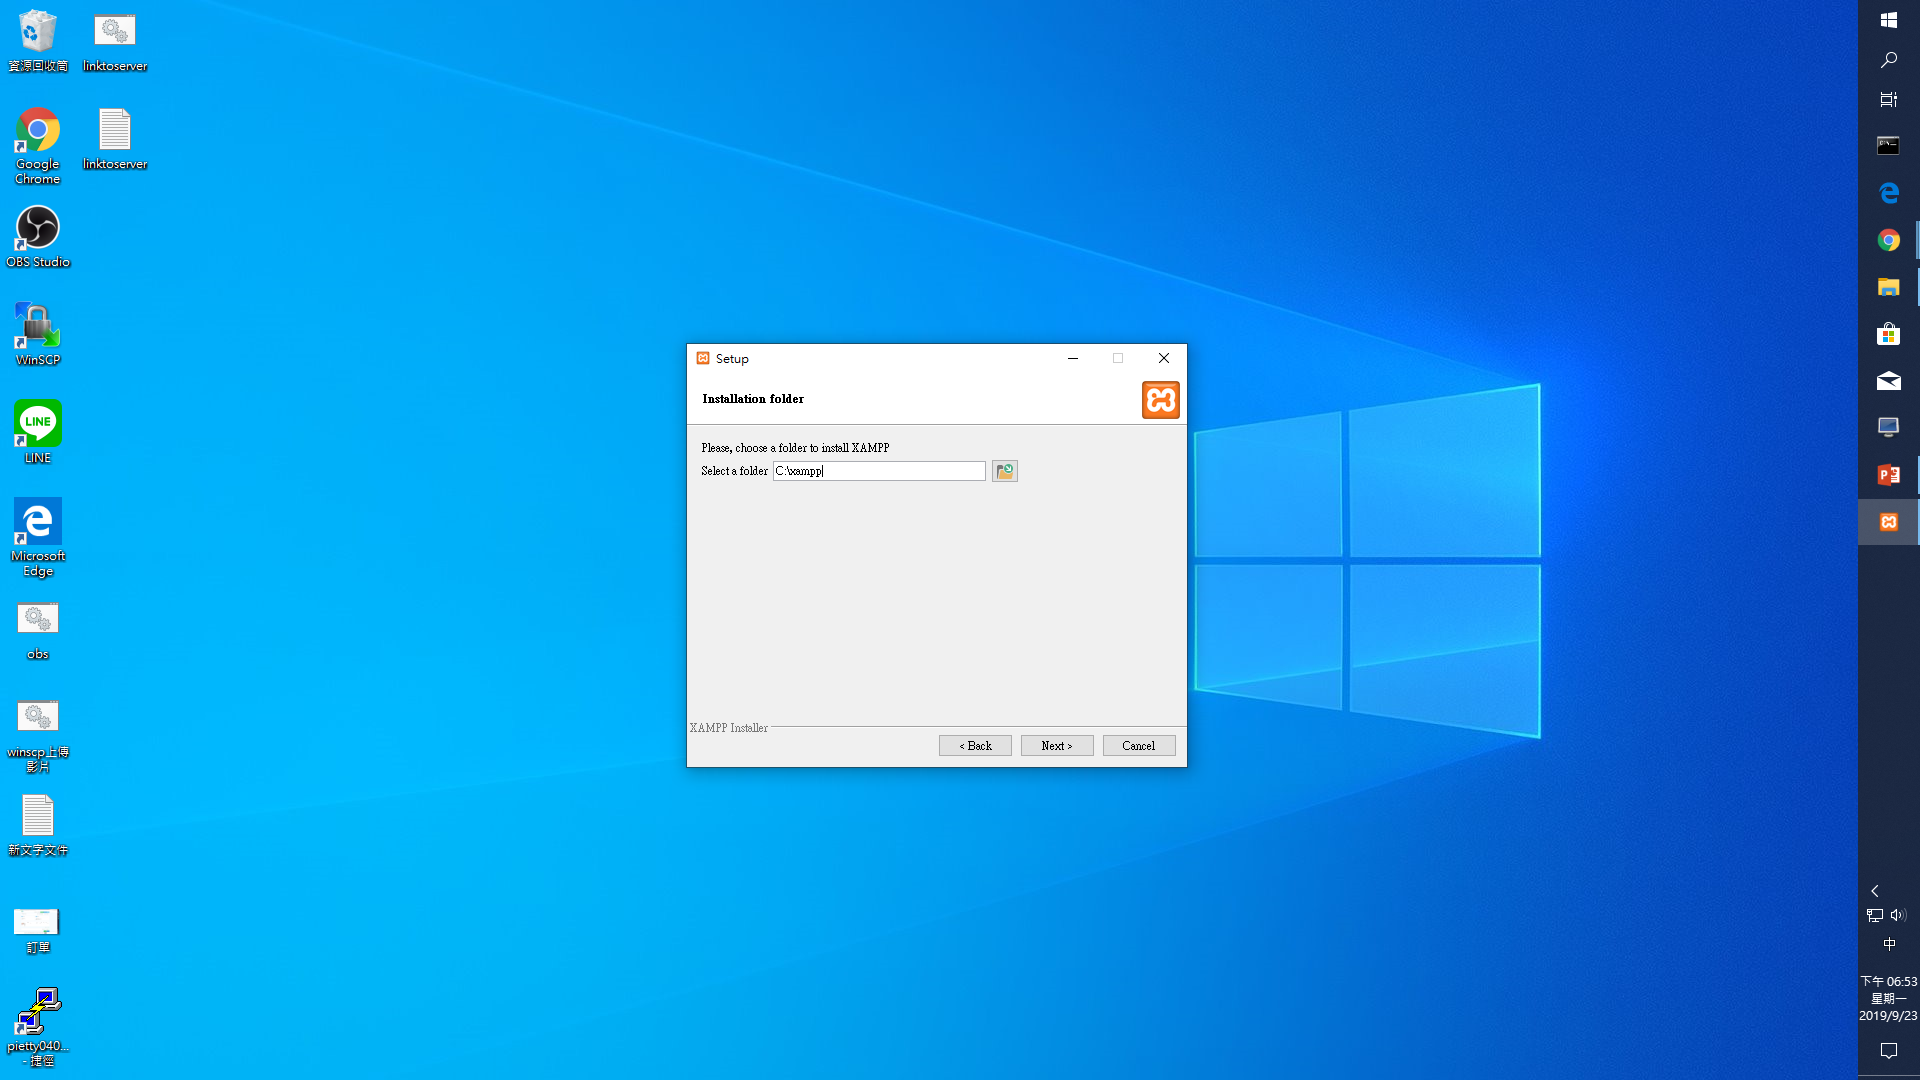 資源回收筒
linktoserver
Google
Chrome
linktoserver
OBS Studio
WinSCP
LINE
LINE
Microsoft
Edge
obs
winscp上傳
影片
新文字文件
訂單
pietty040...
- 捷徑
Setup
Installation folder
Please, choose a folder to install XAMPP
Select a folder C:\xampp
XAMPP Installer
< Back Next > Cancel
中
下午 06:53
星期一
2019/9/23